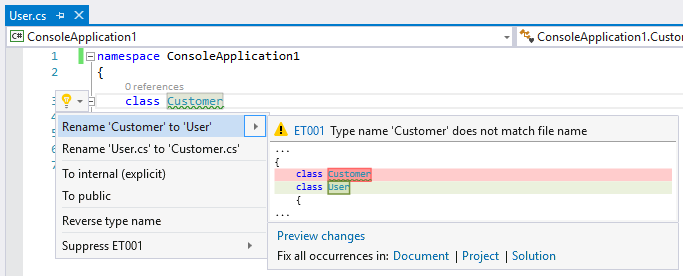 User.cs
C# ConsoleApplication1
ConsoleApplication1.Custo
1 namespace ConsoleApplication1
2 {
0 references
3 class Customer
Rename 'Customer' to 'User'
Rename 'User.cs' to 'Customer.cs'
To internal (explicit)
To public
Reverse type name
Suppress ET001
ET001 Type name 'Customer' does not match file name
...
{
class Customer
class User
{
...
Preview changes
Fix all occurrences in: Document | Project | Solution